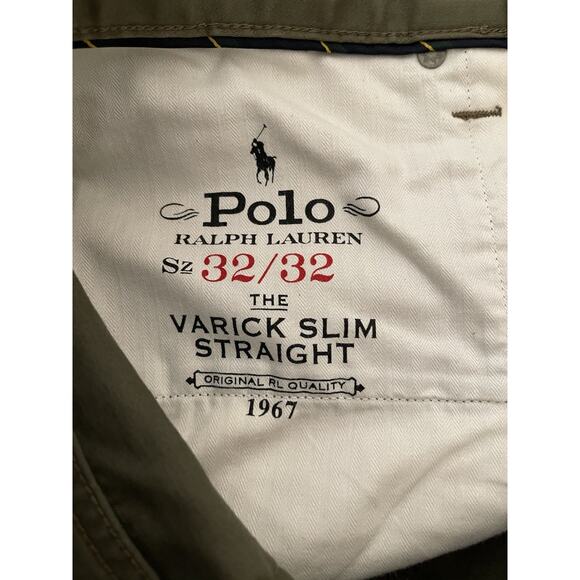 Polo
RALPH LAUREN
Sz 32/32
THE
VARICK SLIM
STRAIGHT
ORIGINAL RL QUALITY
1967